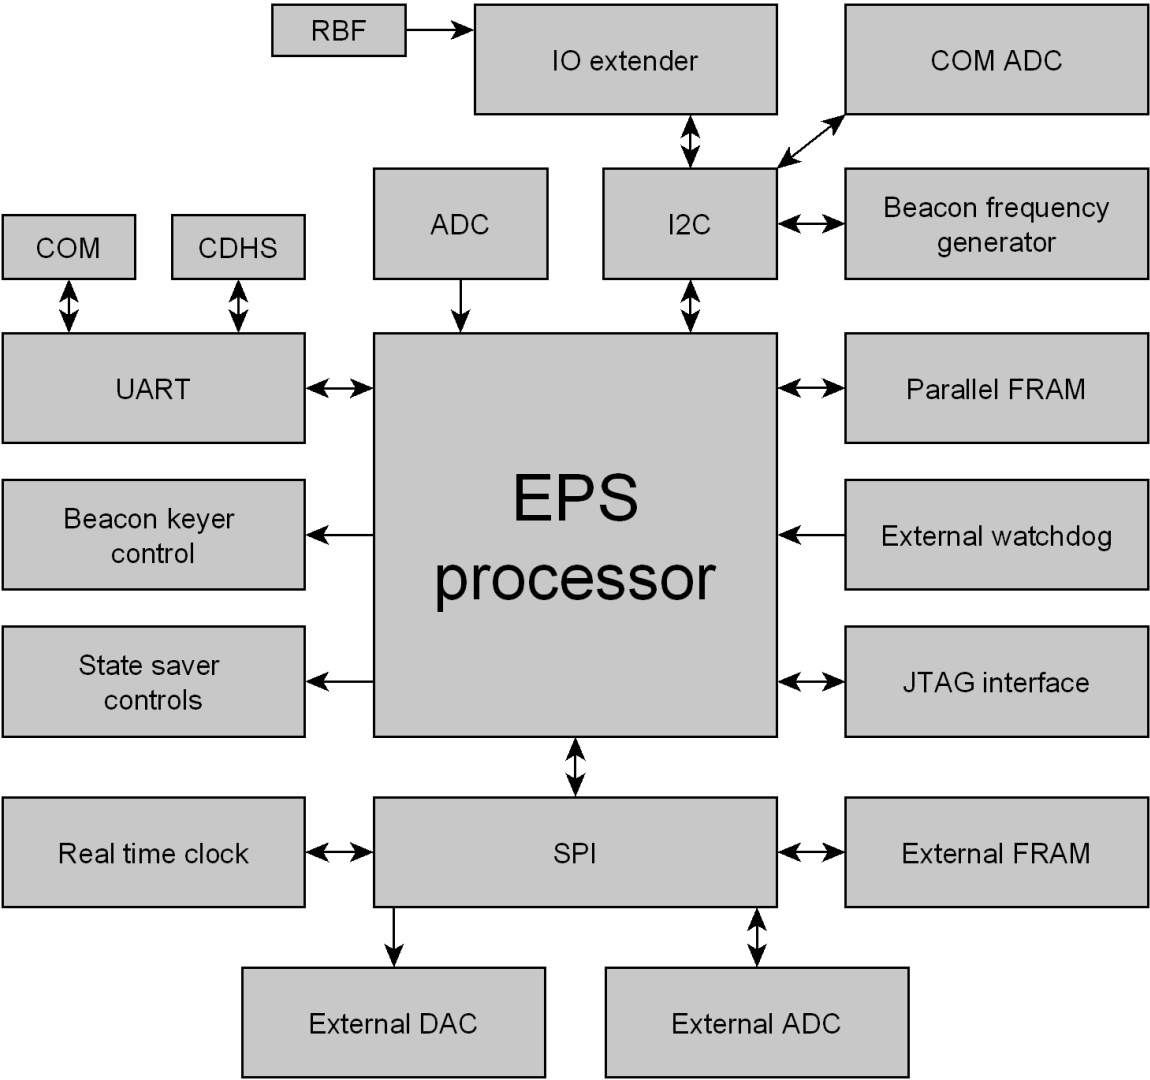 RBF
IO extender
COM ADC
ADC
I2C
Beacon frequency
generator
COM
CDHS
UART
Parallel FRAM
EPS
processor
Beacon keyer
control
External watchdog
State saver
controls
JTAG interface
Real time clock
SPI
External FRAM
External DAC
External ADC